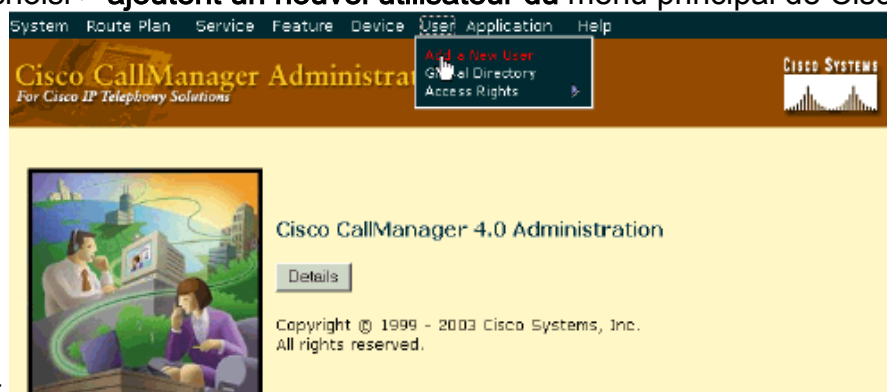 ajoutent un nouvel utilisateur du menu principal de Cisc
System Route Plan Service Feature Device User Application Help
Add a New User
Global Directory
Access Rights
Cisco CallManager Administrat
For Cisco IP Telephony Solutions
CISCO SYSTEMS
Cisco CallManager 4.0 Administration
Details
Copyright © 1999 - 2003 Cisco Systems, Inc.
All rights reserved.